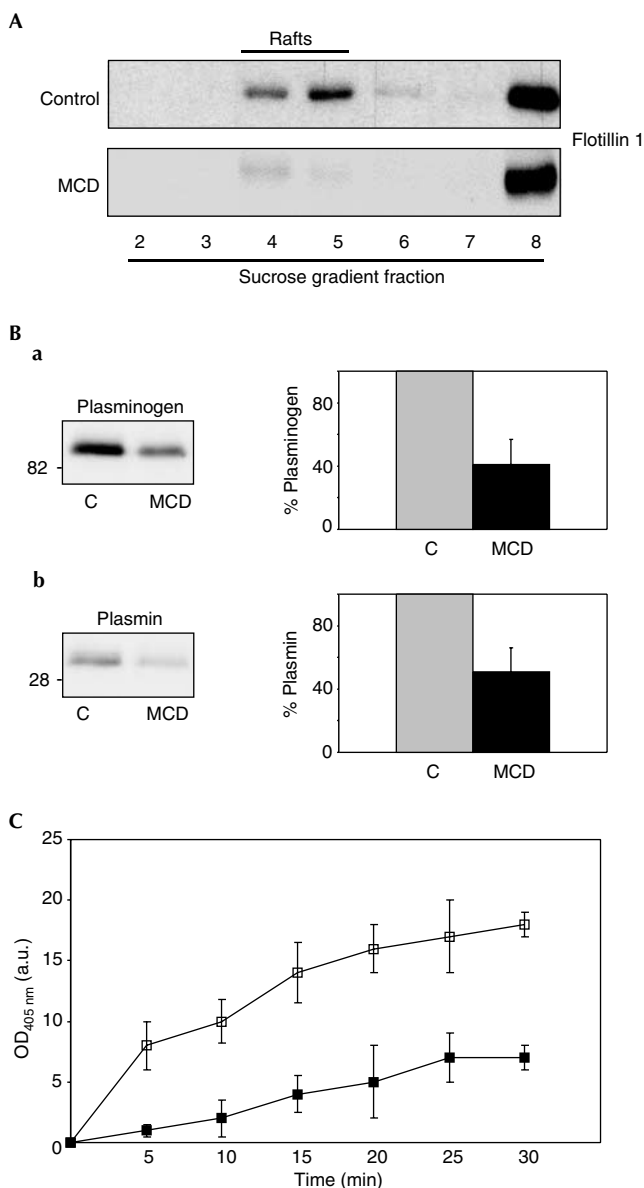 A
Rafts
Control
Flotillin 1
MCD
2 3 4 5 6 7 8
Sucrose gradient fraction
B
a
Plasminogen
82
C MCD
% Plasminogen
80
40
0
C MCD
b
Plasmin
28
C MCD
% Plasmin
80
40
0
C MCD
C
OD405 nm (a.u.)
25
20
15
10
5
0
5 10 15 20 25 30
Time (min)